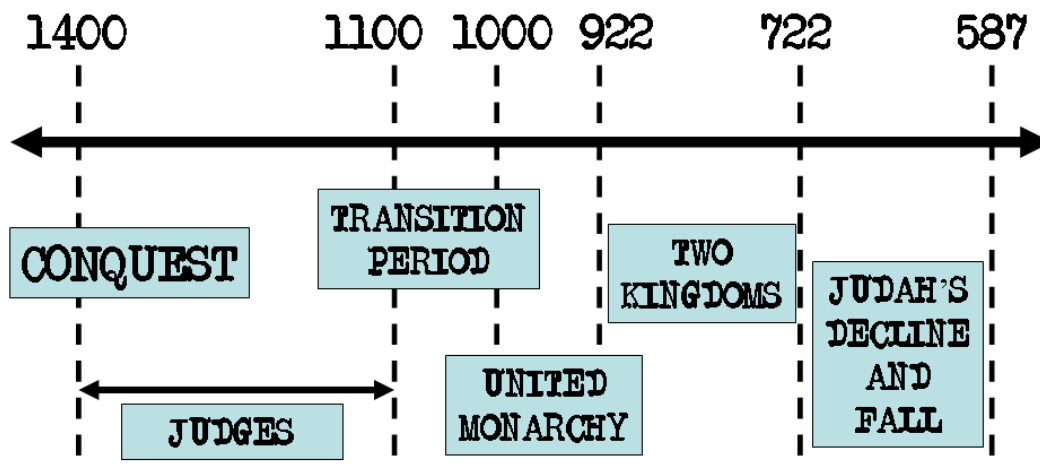 1400 1100 1000 922 722 587
CONQUEST
TRANSITION
PERIOD
TWO
KINGDOMS
JUDAH'S
DECLINE
AND
FALL
JUDGES
UNITED
MONARCHY